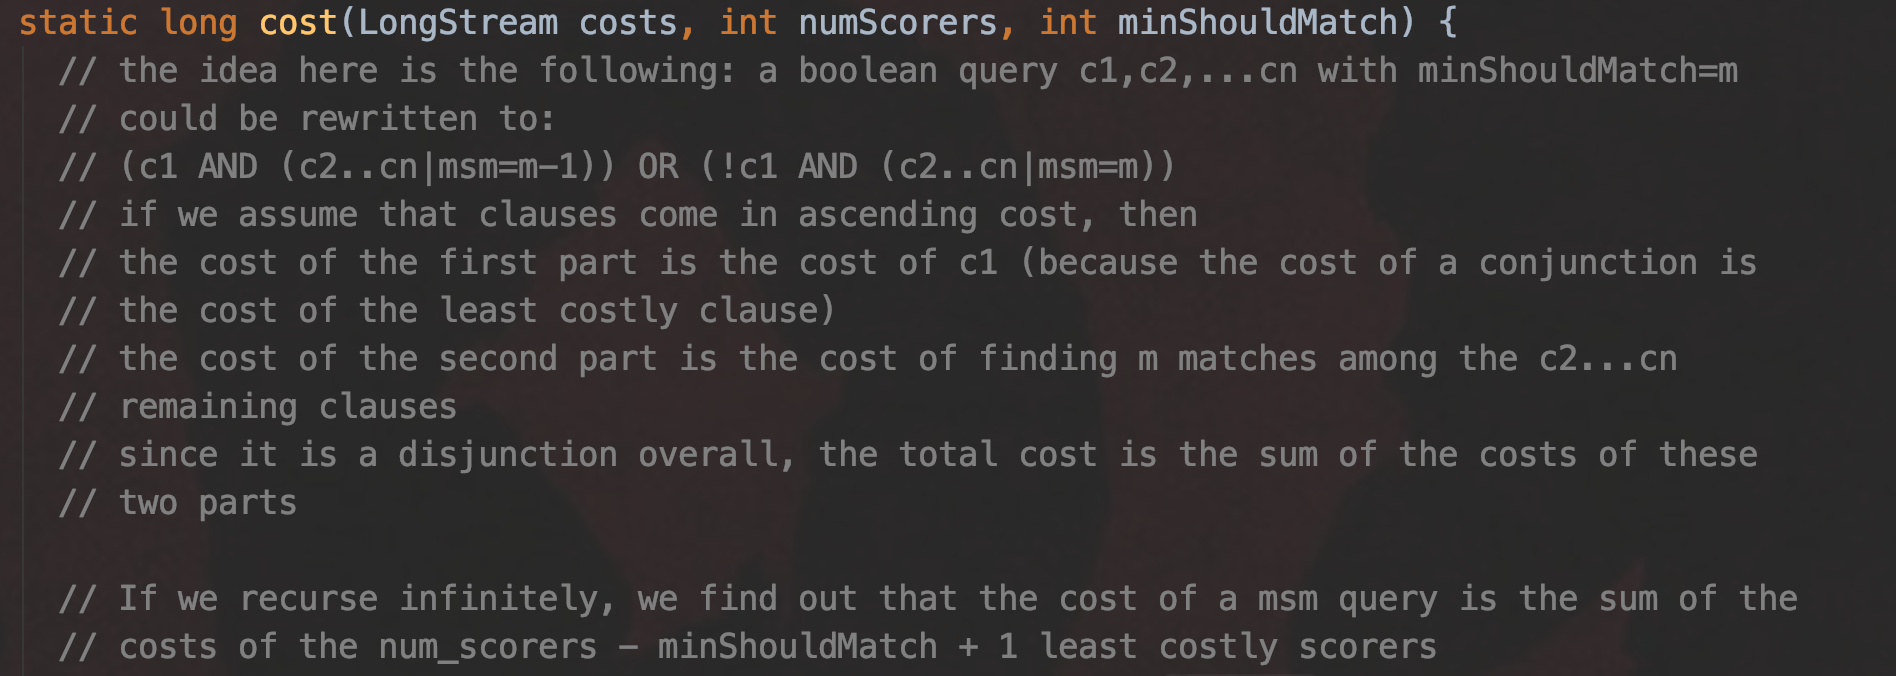 static long cost(LongStream costs, int numScorers, int minShouldMatch) {
// the idea here is the following: a boolean query c1,c2,...cn with minShouldMatch=m
// could be rewritten to:
// (c1 AND (c2..cn|msm=m-1)) OR (!c1 AND (c2..cn|msm=m))
// if we assume that clauses come in ascending cost, then
// the cost of the first part is the cost of c1 (because the cost of a conjunction is
// the cost of the least costly clause)
// the cost of the second part is the cost of finding m matches among the c2...cn
// remaining clauses
// since it is a disjunction overall, the total cost is the sum of the costs of these
// two parts
// If we recurse infinitely, we find out that the cost of a msm query is the sum of the
// costs of the num_scorers - minShouldMatch + 1 least costly scorers